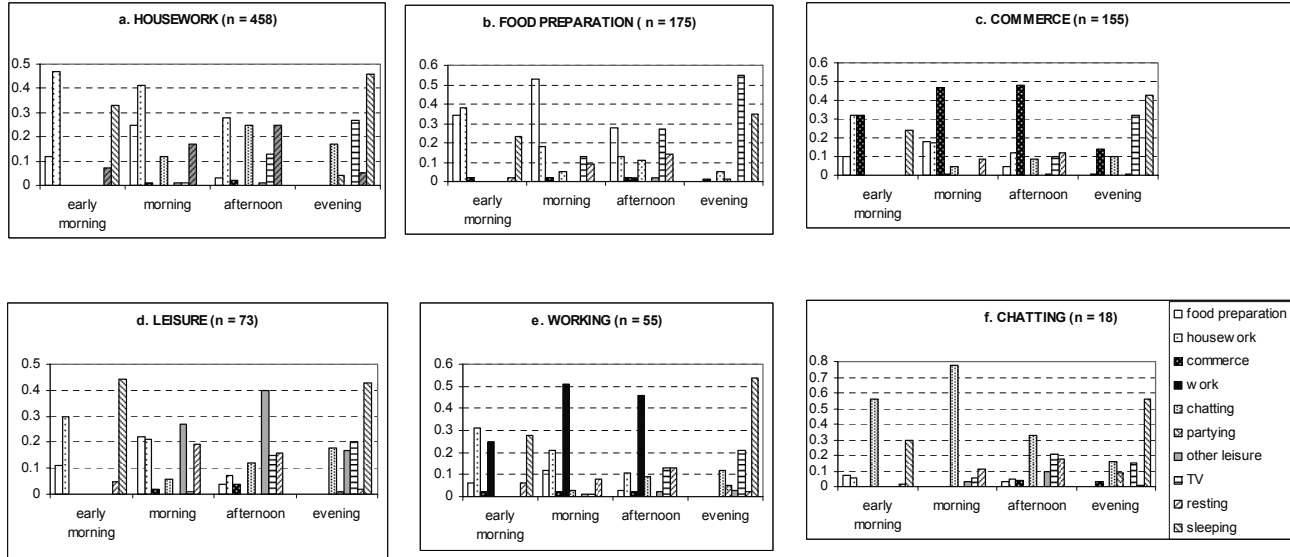 a. HOUSEWORK (n = 458)
0.5
0.4
0.3
0.2
0.1
0
early
morning
morning
afternoon
evening
b. FOOD PREPARATION ( n = 175)
0.6
0.5
0.4
0.3
0.2
0.1
0
early
morning
morning
afternoon
evening
c. COMMERCE (n = 155)
0.6
0.5
0.4
0.3
0.2
0.1
0
early
morning
morning
afternoon
evening
d. LEISURE (n = 73)
0.5
0.4
0.3
0.2
0.1
0
early
morning
morning
afternoon
evening
e. WORKING (n = 55)
0.6
0.5
0.4
0.3
0.2
0.1
0
early
morning
morning
afternoon
evening
f. CHATTING (n = 18)
0.8
0.7
0.6
0.5
0.4
0.3
0.2
0.1
0
early
morning
morning
afternoon
evening
food preparation
housework
commerce
work
chatting
partying
other leisure
TV
resting
sleeping